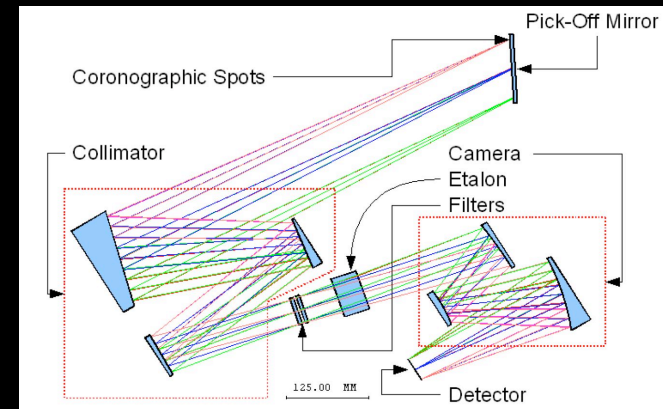 Pick-Off Mirror
Coronographic Spots
Collimator
Camera
Etalon
Filters
125.00 MM
Detector